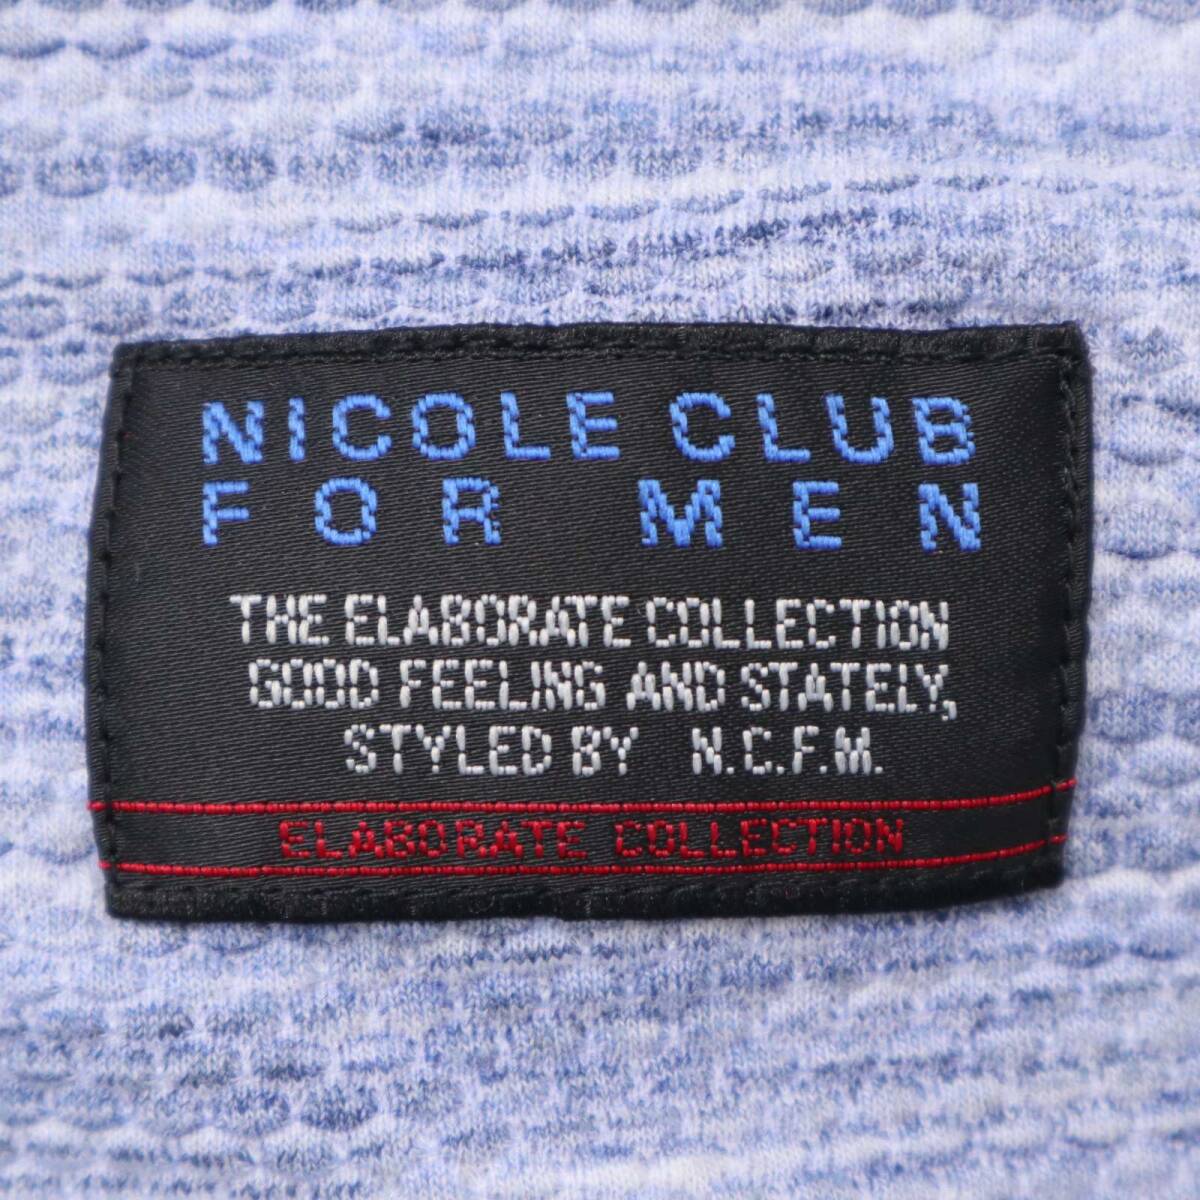 NICOLE CLUB
FOR MEN
THE ELABORATE COLLECTION
GOOD FEELING AND STATELY,
STYLED BY N.C.F.M.
ELABORATE COLLECTION